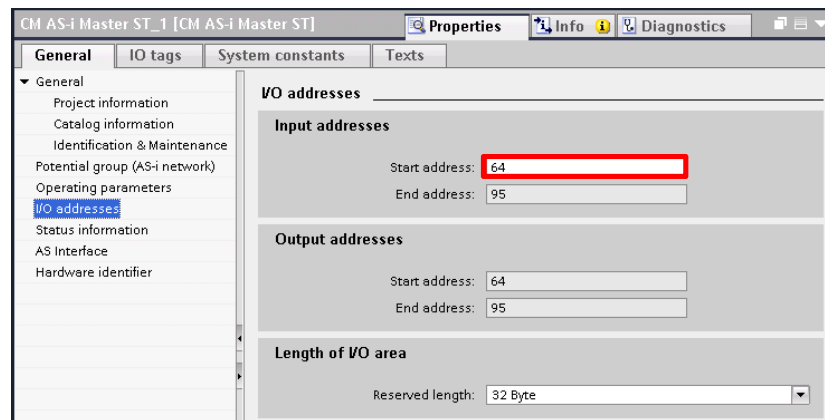 CM AS-i Master ST_1 [CM AS-i Master ST]
Properties
Info
Diagnostics
General
IO tags
System constants
Texts
General
Project information
Catalog information
Identification & Maintenance
Potential group (AS-i network)
Operating parameters
I/O addresses
Status information
AS Interface
Hardware identifier
I/O addresses
Input addresses
Start address: 64
End address: 95
Output addresses
Start address: 64
End address: 95
Length of I/O area
Reserved length: 32 Byte